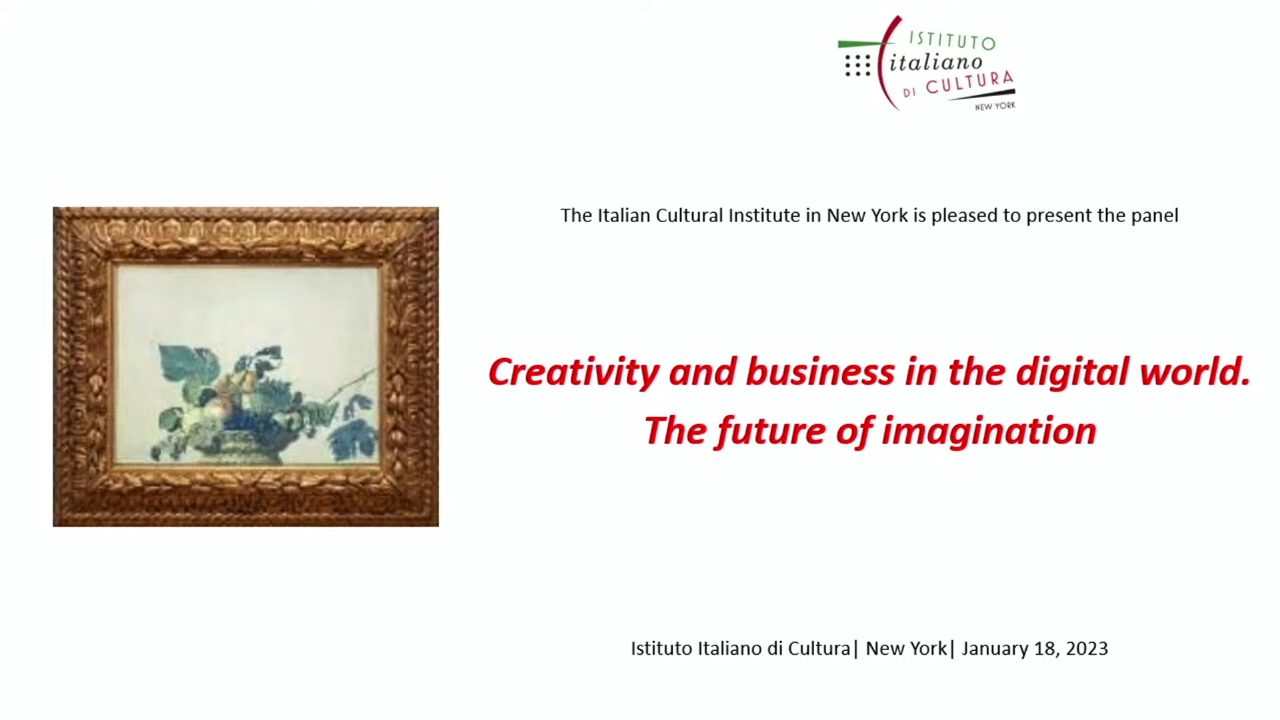 ISTITUTO
italiano
DI CULTURA
NEW YORK
The Italian Cultural Institute in New York is pleased to present the panel
Creativity and business in the digital world.
The future of imagination
Istituto Italiano di Cultura| New York| January 18, 2023